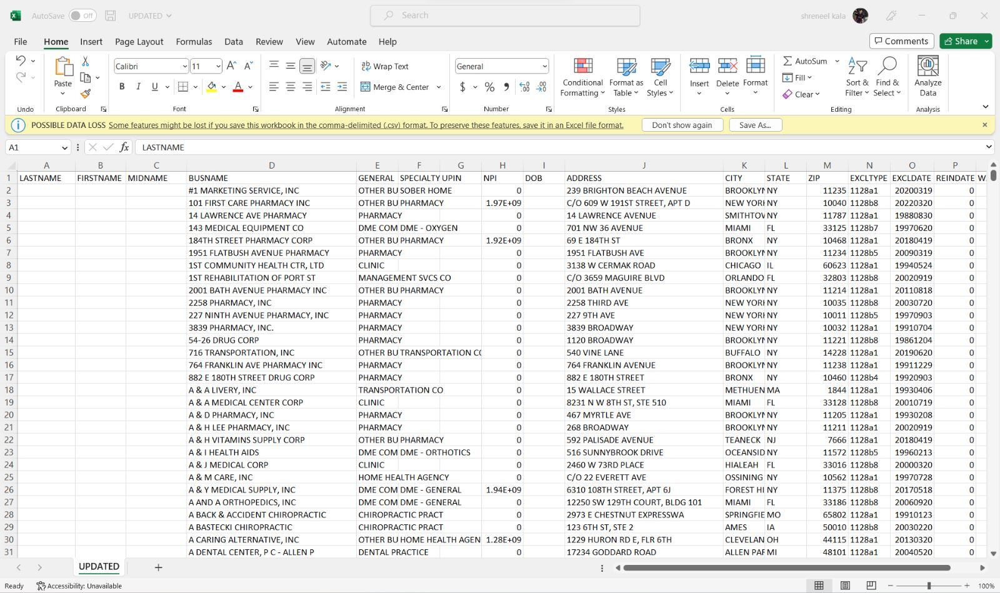 AutoSave Off UPDATED Search shreneel kala
File Home Insert Page Layout Formulas Data Review View Automate Help Comments Share
Calibri 11 Wrap Text General AutoSum
Paste Conditional Formatting Format as Table Cell Styles Insert Delete Format Fill Sort & Filter Find & Select Analyze Data
B I U A Merge & Center $ % Clear
Undo Clipboard Font Alignment Number Styles Cells Editing Analysis
POSSIBLE DATA LOSS Some features might be lost if you save this workbook in the comma-delimited (.csv) format. To preserve these features, save it in an Excel file format. Don't show again Save As...
A1 fx LASTNAME
A B C D E F G H I J K L M N O P
1 LASTNAME FIRSTNAME MIDNAME BUSNAME GENERAL SPECIALTY UPIN NPI DOB ADDRESS CITY STATE ZIP EXCLTYPE EXCLDATE REINDATE
2 #1 MARKETING SERVICE, INC OTHER BU SOBER HOME 0 239 BRIGHTON BEACH AVENUE BROOKLYN NY 11235 1128a1 20200319 0
3 101 FIRST CARE PHARMACY INC OTHER BU PHARMACY 1.97E+09 C/O 609 W 191ST STREET, APT D NEW YORK NY 10040 1128b8 20220320 0
4 14 LAWRENCE AVE PHARMACY PHARMACY 0 14 LAWRENCE AVENUE SMITHTOV NY 11787 1128a1 19880830 0
5 143 MEDICAL EQUIPMENT CO DME COM DME - OXYGEN 0 701 NW 36 AVENUE MIAMI FL 33125 1128b7 19970620 0
6 184TH STREET PHARMACY CORP OTHER BU PHARMACY 1.92E+09 69 E 184TH ST BRONX NY 10468 1128a1 20180419 0
7 1951 FLATBUSH AVENUE PHARMACY PHARMACY 0 1951 FLATBUSH AVE BROOKLYN NY 11234 1128b5 20090319 0
8 1ST COMMUNITY HEALTH CTR, LTD CLINIC 0 3138 W CERMAK ROAD CHICAGO IL 60623 1128a1 19940524 0
9 1ST REHABILITATION OF PORT ST MANAGEMENT SVCS CO 0 C/O 3659 MAGUIRE BLVD ORLANDO FL 32803 1128b8 20020919 0
10 2001 BATH AVENUE PHARMACY INC OTHER BU PHARMACY 0 2001 BATH AVENUE BROOKLYN NY 11214 1128a1 20110818 0
11 2258 PHARMACY, INC PHARMACY 0 2258 THIRD AVE NEW YORK NY 10035 1128b8 20030720 0
12 227 NINTH AVENUE PHARMACY, INC PHARMACY 0 227 9TH AVE NEW YORK NY 10011 1128b5 19970903 0
13 3839 PHARMACY, INC. PHARMACY 0 3839 BROADWAY NEW YORK NY 10032 1128a1 19910704 0
14 54-26 DRUG CORP PHARMACY 0 1120 BROADWAY BROOKLYN NY 11221 1128b8 19861204 0
15 716 TRANSPORTATION, INC OTHER BU TRANSPORTATION CO 0 540 VINE LANE BUFFALO NY 14228 1128a1 20190620 0
16 764 FRANKLIN AVE PHARMACY INC PHARMACY 0 764 FRANKLIN AVENUE BROOKLYN NY 11238 1128a1 19911229 0
17 882 E 180TH STREET DRUG CORP PHARMACY 0 882 E 180TH STREET BRONX NY 10460 1128b4 19920903 0
18 A & A LIVERY, INC TRANSPORTATION CO 0 15 WALLACE STREET METHUEN MA 1844 1128a1 19930406 0
19 A & A MEDICAL CENTER CORP CLINIC 0 8231 N W 8TH ST, STE 510 MIAMI FL 33128 1128b8 20010719 0
20 A & D PHARMACY, INC PHARMACY 0 467 MYRTLE AVE BROOKLYN NY 11205 1128a1 19930208 0
21 A & H LEE PHARMACY, INC PHARMACY 0 268 BROADWAY BROOKLYN NY 11211 1128a1 20020919 0
22 A & H VITAMINS SUPPLY CORP OTHER BU PHARMACY 0 592 PALISADE AVENUE TEANECK NJ 7666 1128a1 20180419 0
23 A & I HEALTH AIDS DME COM DME - ORTHOTICS 0 516 SUNNYBROOK DRIVE OCEANSID NY 11572 1128b5 19960213 0
24 A & J MEDICAL CORP CLINIC 0 2460 W 73RD PLACE HIALEAH FL 33016 1128b8 20000320 0
25 A & M CARE, INC HOME HEALTH AGENCY 0 C/O 22 EVERETT AVE OSSINING NY 10562 1128a1 19970728 0
26 A & Y MEDICAL SUPPLY, INC DME COM DME - GENERAL 1.94E+09 6310 108TH STREET, APT 6J FOREST HI NY 11375 1128b8 20170518 0
27 A AND A ORTHOPEDICS, INC DME COM DME - GENERAL 0 12250 SW 129TH COURT, BLDG 101 MIAMI FL 33186 1128b8 20060920 0
28 A BACK & ACCIDENT CHIROPRACTIC CHIROPRACTIC PRACT 0 2973 E CHESTNUT EXPRESSWA SPRINGFIE MO 65802 1128a1 19910123 0
29 A BASTECKI CHIROPRACTIC CHIROPRACTIC PRACT 0 123 6TH ST, STE 2 AMES IA 50010 1128b8 20030220 0
30 A CARING ALTERNATIVE, INC OTHER BU HOME HEALTH AGEN 1.28E+09 1229 HURON RD E, FLR 6TH CLEVELAN OH 44115 1128a1 20130320 0
31 A DENTAL CENTER, P C - ALLEN P DENTAL PRACTICE 0 17234 GODDARD ROAD ALLEN PAR MI 48101 1128a1 20040520 0
UPDATED
Ready Accessibility: Unavailable 100%